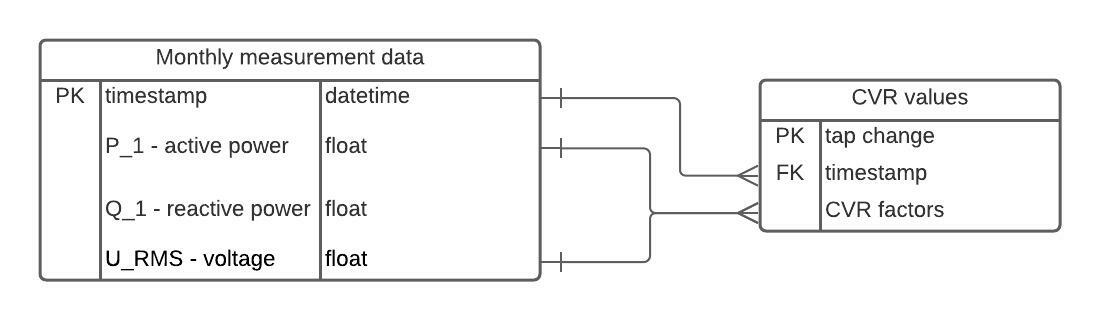 Monthly measurement data
PK timestamp datetime
P_1 - active power float
Q_1 - reactive power float
U_RMS - voltage float
CVR values
PK tap change
FK timestamp
CVR factors